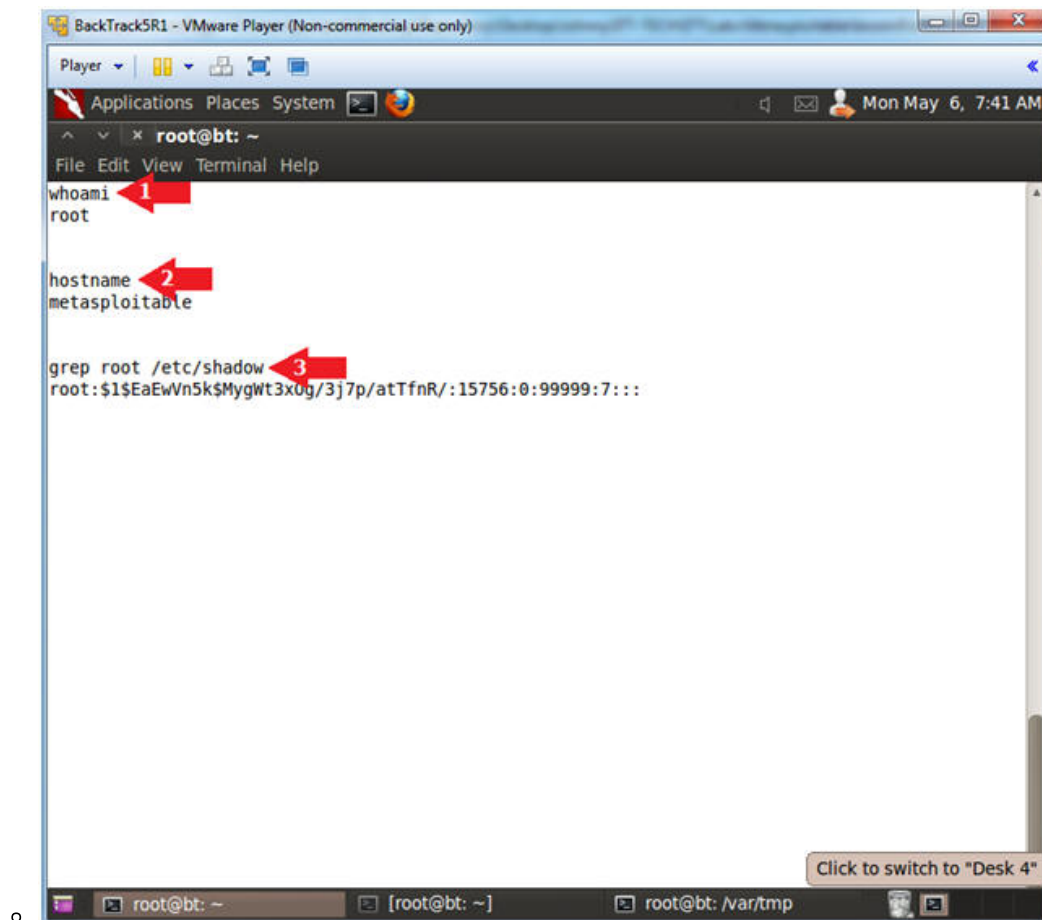 BackTrack5R1 - VMware Player (Non-commercial use only)
Player
Applications Places System Mon May 6, 7:41 AM
root@bt: ~
File Edit View Terminal Help
whoami 1
root
hostname 2
metasploitable
grep root /etc/shadow 3
root:$1$EaEwVn5k$MygWt3xOg/3j7p/atTfnR/:15756:0:99999:7:::
Click to switch to "Desk 4"
root@bt: ~ [root@bt: ~] root@bt: /var/tmp